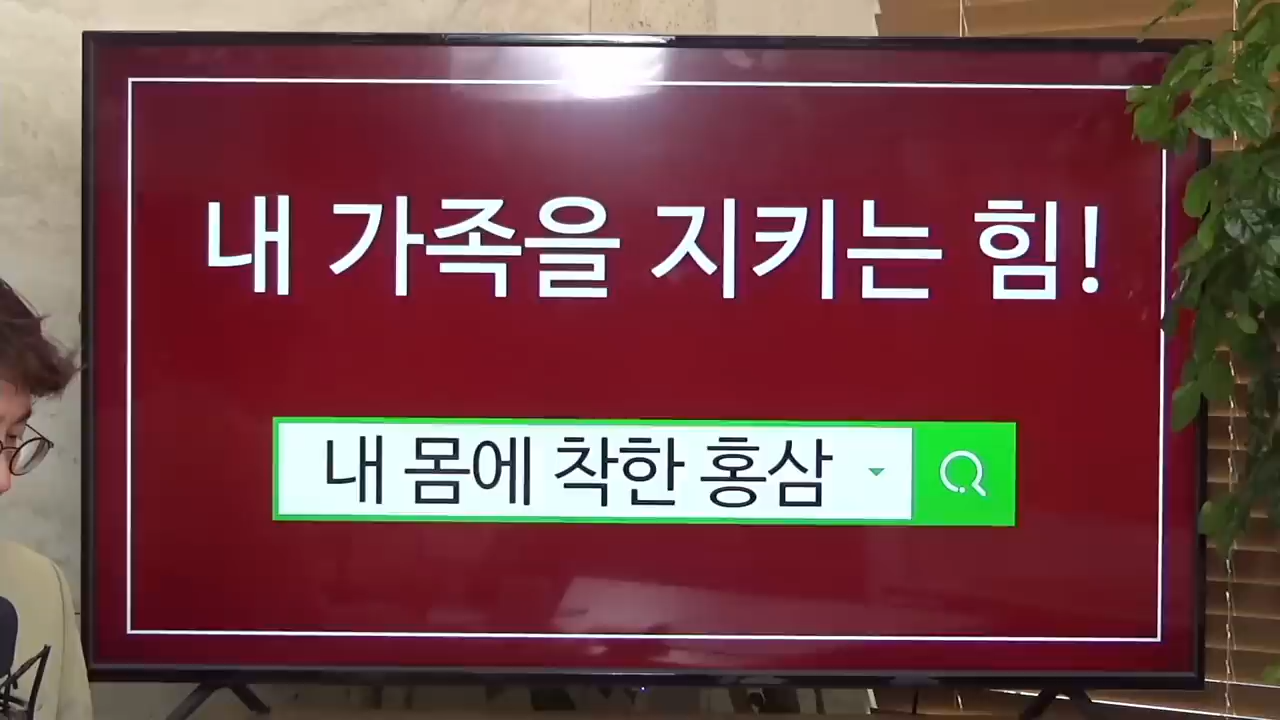 내 가족을 지키는 힘!
내 몸에 착한 홍삼